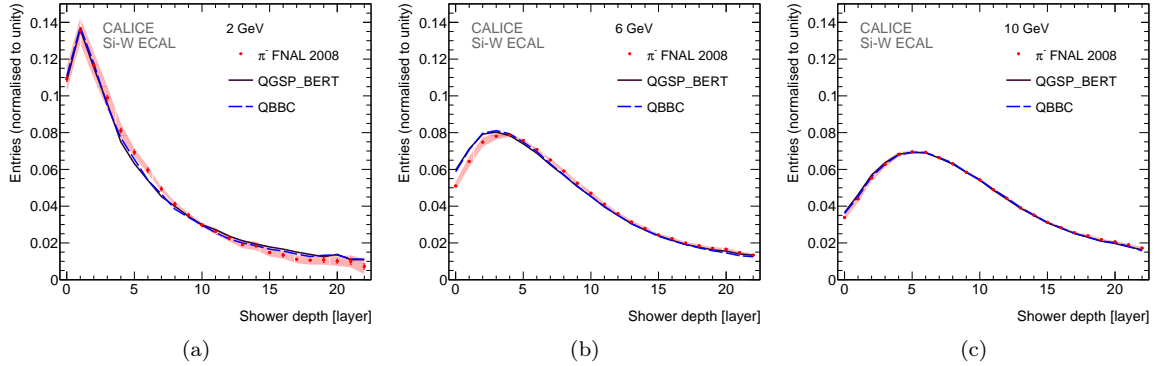 Entries (normalised to unity)
0.14
0.12
0.1
0.08
0.06
0.04
0.02
0
CALICE
Si-W ECAL
2 GeV
π⁻ FNAL 2008
QGSP_BERT
QBBC
0 5 10 15 20
Shower depth [layer]
(a)
Entries (normalised to unity)
0.14
0.12
0.1
0.08
0.06
0.04
0.02
0
CALICE
Si-W ECAL
6 GeV
π⁻ FNAL 2008
QGSP_BERT
QBBC
0 5 10 15 20
Shower depth [layer]
(b)
Entries (normalised to unity)
0.14
0.12
0.1
0.08
0.06
0.04
0.02
0
CALICE
Si-W ECAL
10 GeV
π⁻ FNAL 2008
QGSP_BERT
QBBC
0 5 10 15 20
Shower depth [layer]
(c)